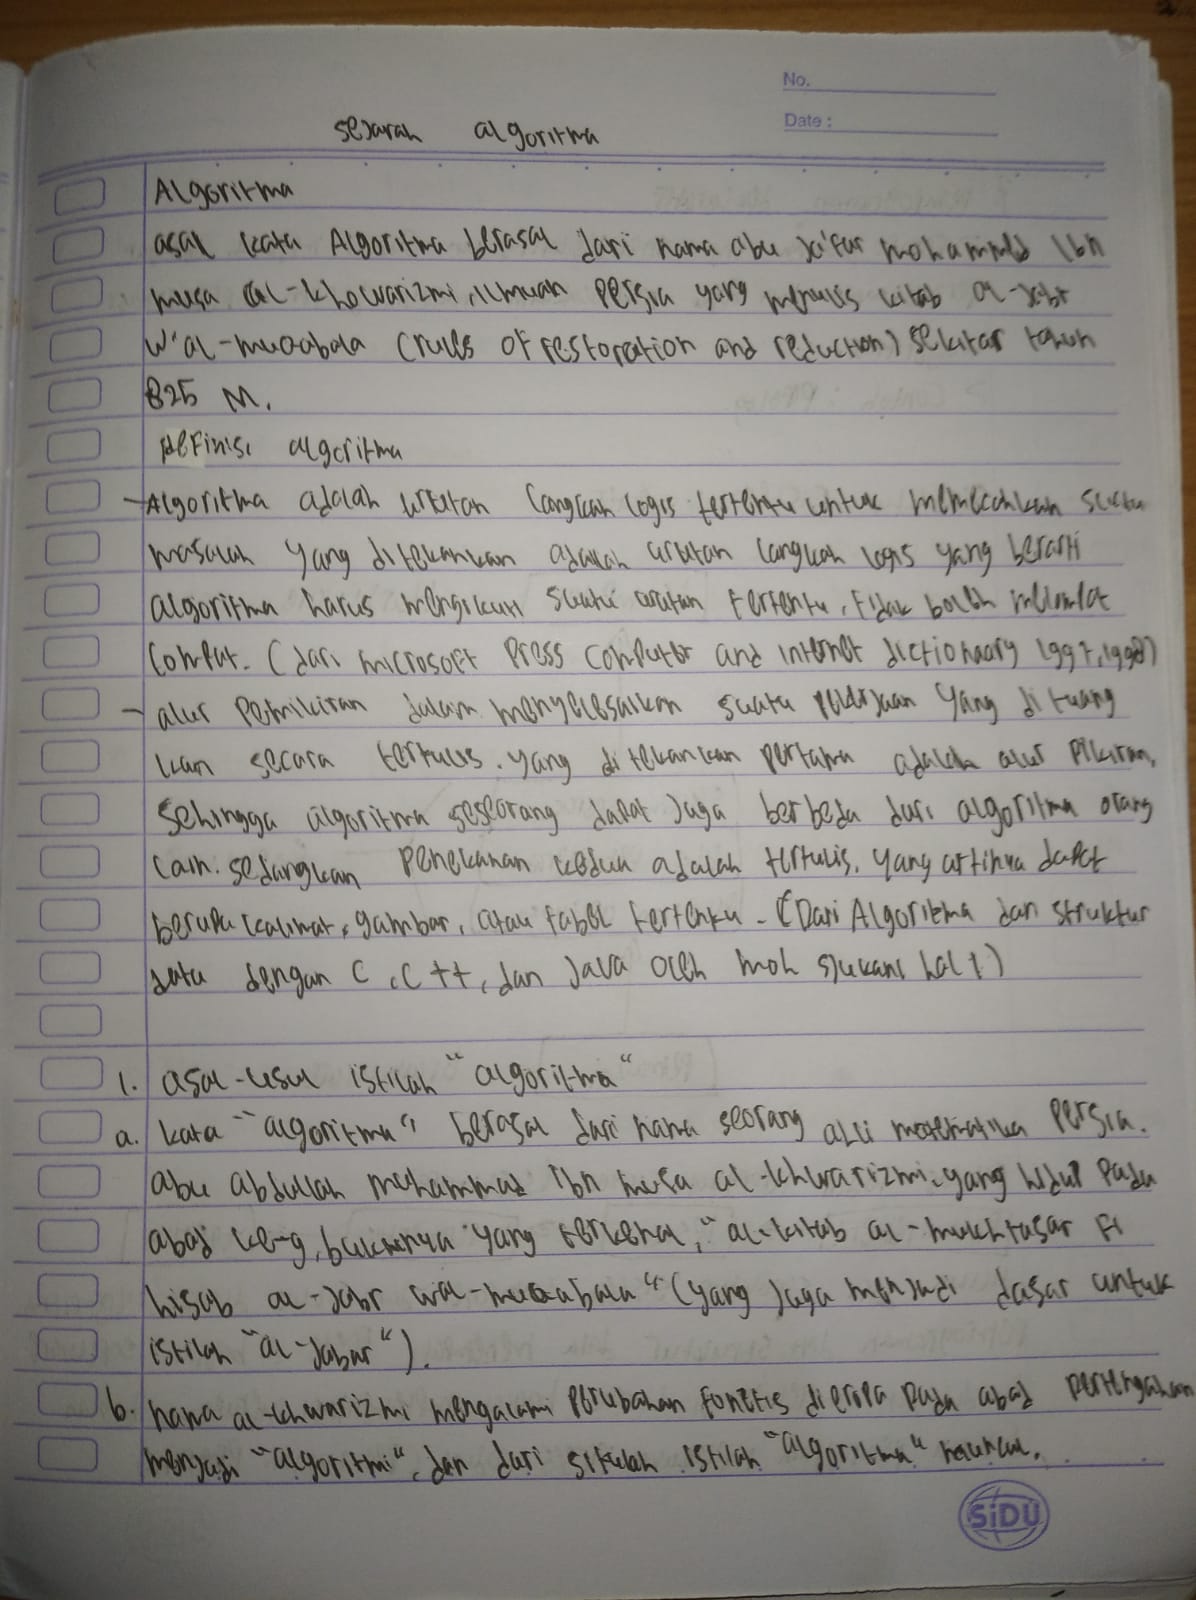 No.
Date :
sejarah algoritma
Algoritma
asal kata Algoritma berasal dari nama abu ja'far mohammed Ibn
musa al-khowarizmi, ilmuan persia yang menulis kitab al-jabr
w'al-muqabala (rules of restoration and reduction) sekitar tahun
825 M.
definisi algoritma
- Algoritma adalah urutan langkah logis tertentu untuk memecahkan suatu
masalah yang ditekankan adalah urutan langkah logis yang berarti
algoritma harus mengikuti suatu urutan tertentu, tidak boleh melompat
lompat. (dari microsoft press computer and internet dictionary 1997, 1998)
- alur pemikiran dalam menyelesaikan suatu pekerjaan yang di tuang
kan secara tertulis. yang di tekankan pertama adalah alur pikiran,
sehingga algoritma seseorang dapat juga berbeda dari algoritma orang
lain. sedangkan penekanan kedua adalah tertulis, yang artinya dapat
berupa kalimat, gambar, atau tabel tertentu. (Dari Algoritma dan struktur
data dengan C, C++, dan Java oleh moh sjukani hal 1)
1. asal-usul istilah "algoritma"
a. kata "algoritma" berasal dari nama seorang ahli matematika Persia.
abu abdullah muhammad Ibn musa al-khwarizmi, yang hidup pada
abad ke-9, bukunya yang terkenal, "al-kitab al-mukhtasar fi
hisab al-jabr wal-muqabala" (yang juga menjadi dasar untuk
istilah "al-jabar").
b. nama al-khwarizmi mengalami perubahan fonetis dieropa pada abad pertengahan
menjadi "algoritmi", dan dari situlah istilah "algoritma" muncul.
SiDU